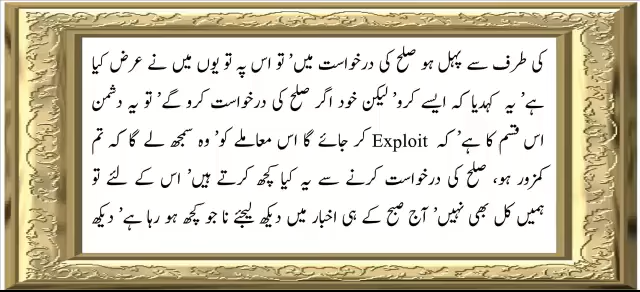 کی طرف سے پہل ہو صلح کی درخواست میں’ تو اس پہ تو یوں میں نے عرض کیا
ہے’ یہ کہدیا کہ ایسے کرو’ لیکن خود اگر صلح کی درخواست کرو گے’ تو یہ دشمن
اس قسم کا ہے’ کہ Exploit کر جائے گا اس معاملے کو’ وہ سمجھ لے گا کہ تم
کمزور ہو، صلح کی درخواست کرنے سے یہ کیا کچھ کرتے ہیں’ اس کے لئے تو
ہمیں کل بھی نہیں’ آج صبح کے ہی اخبار میں دیکھ لیجئے نا جو کچھ ہو رہا ہے’ دیکھ